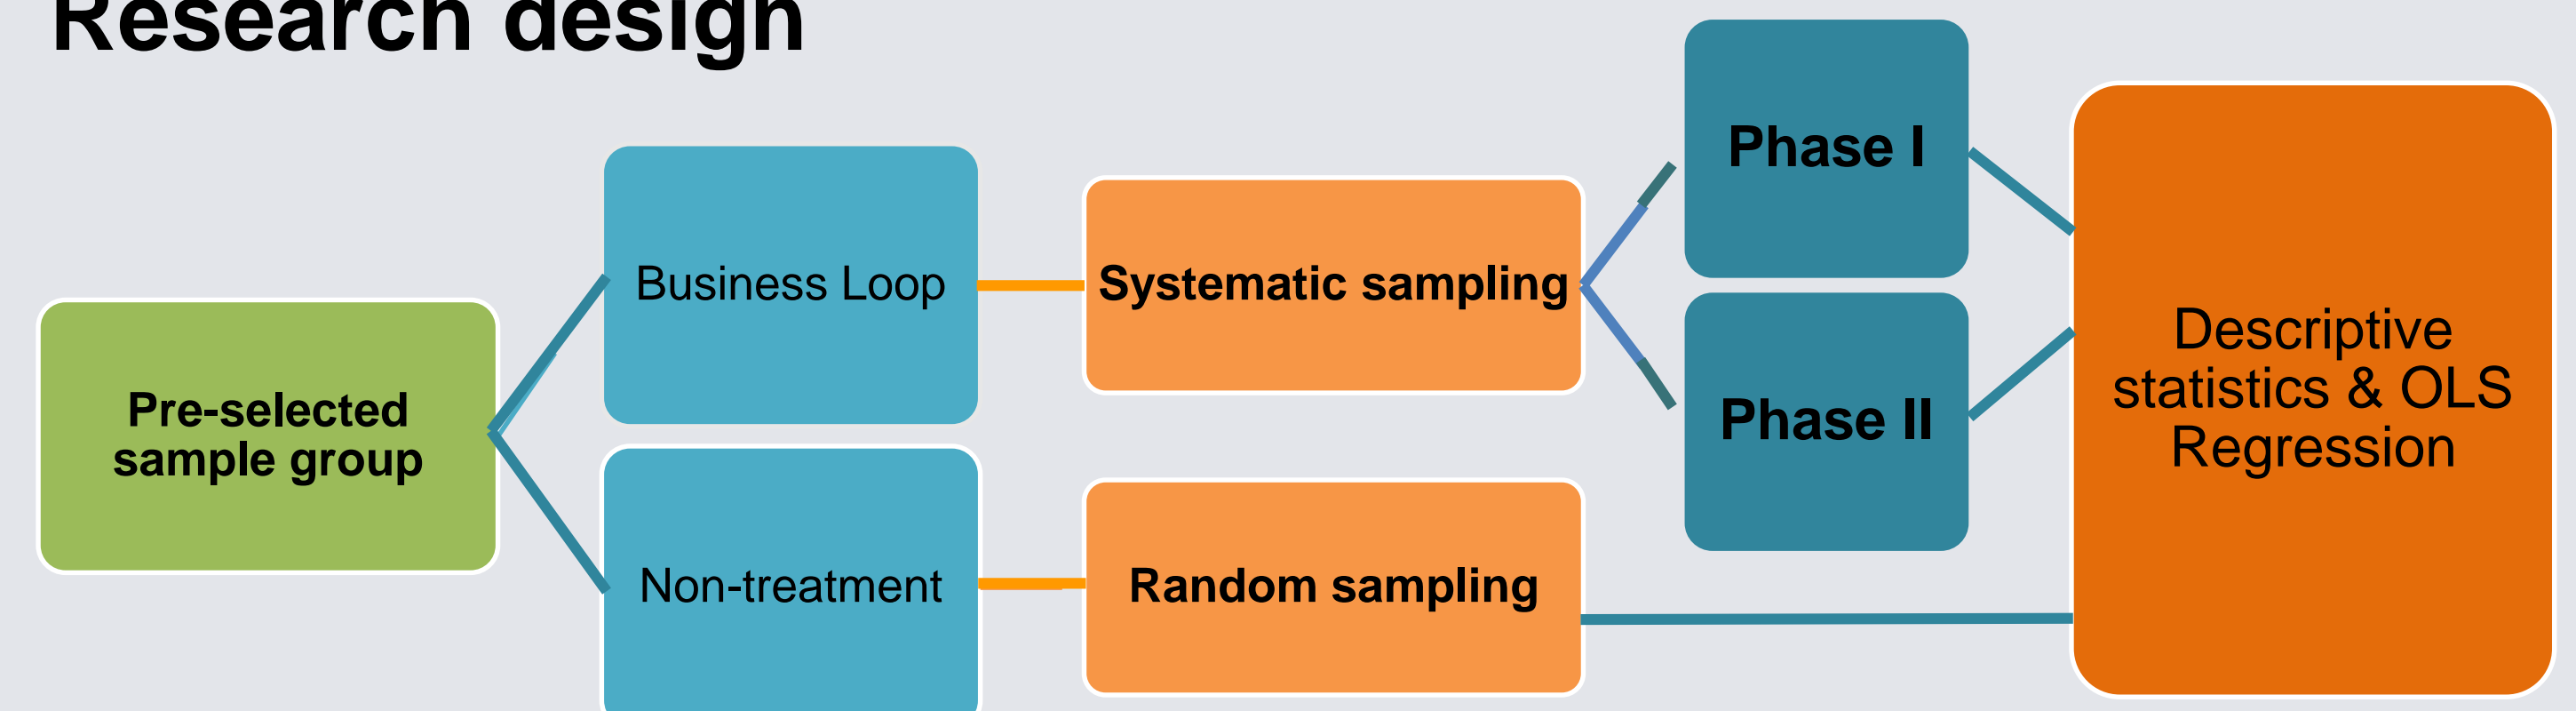 Research design
Pre-selected
sample group
Business Loop
Non-treatment
Systematic sampling
Random sampling
Phase I
Phase II
Descriptive
statistics & OLS
Regression